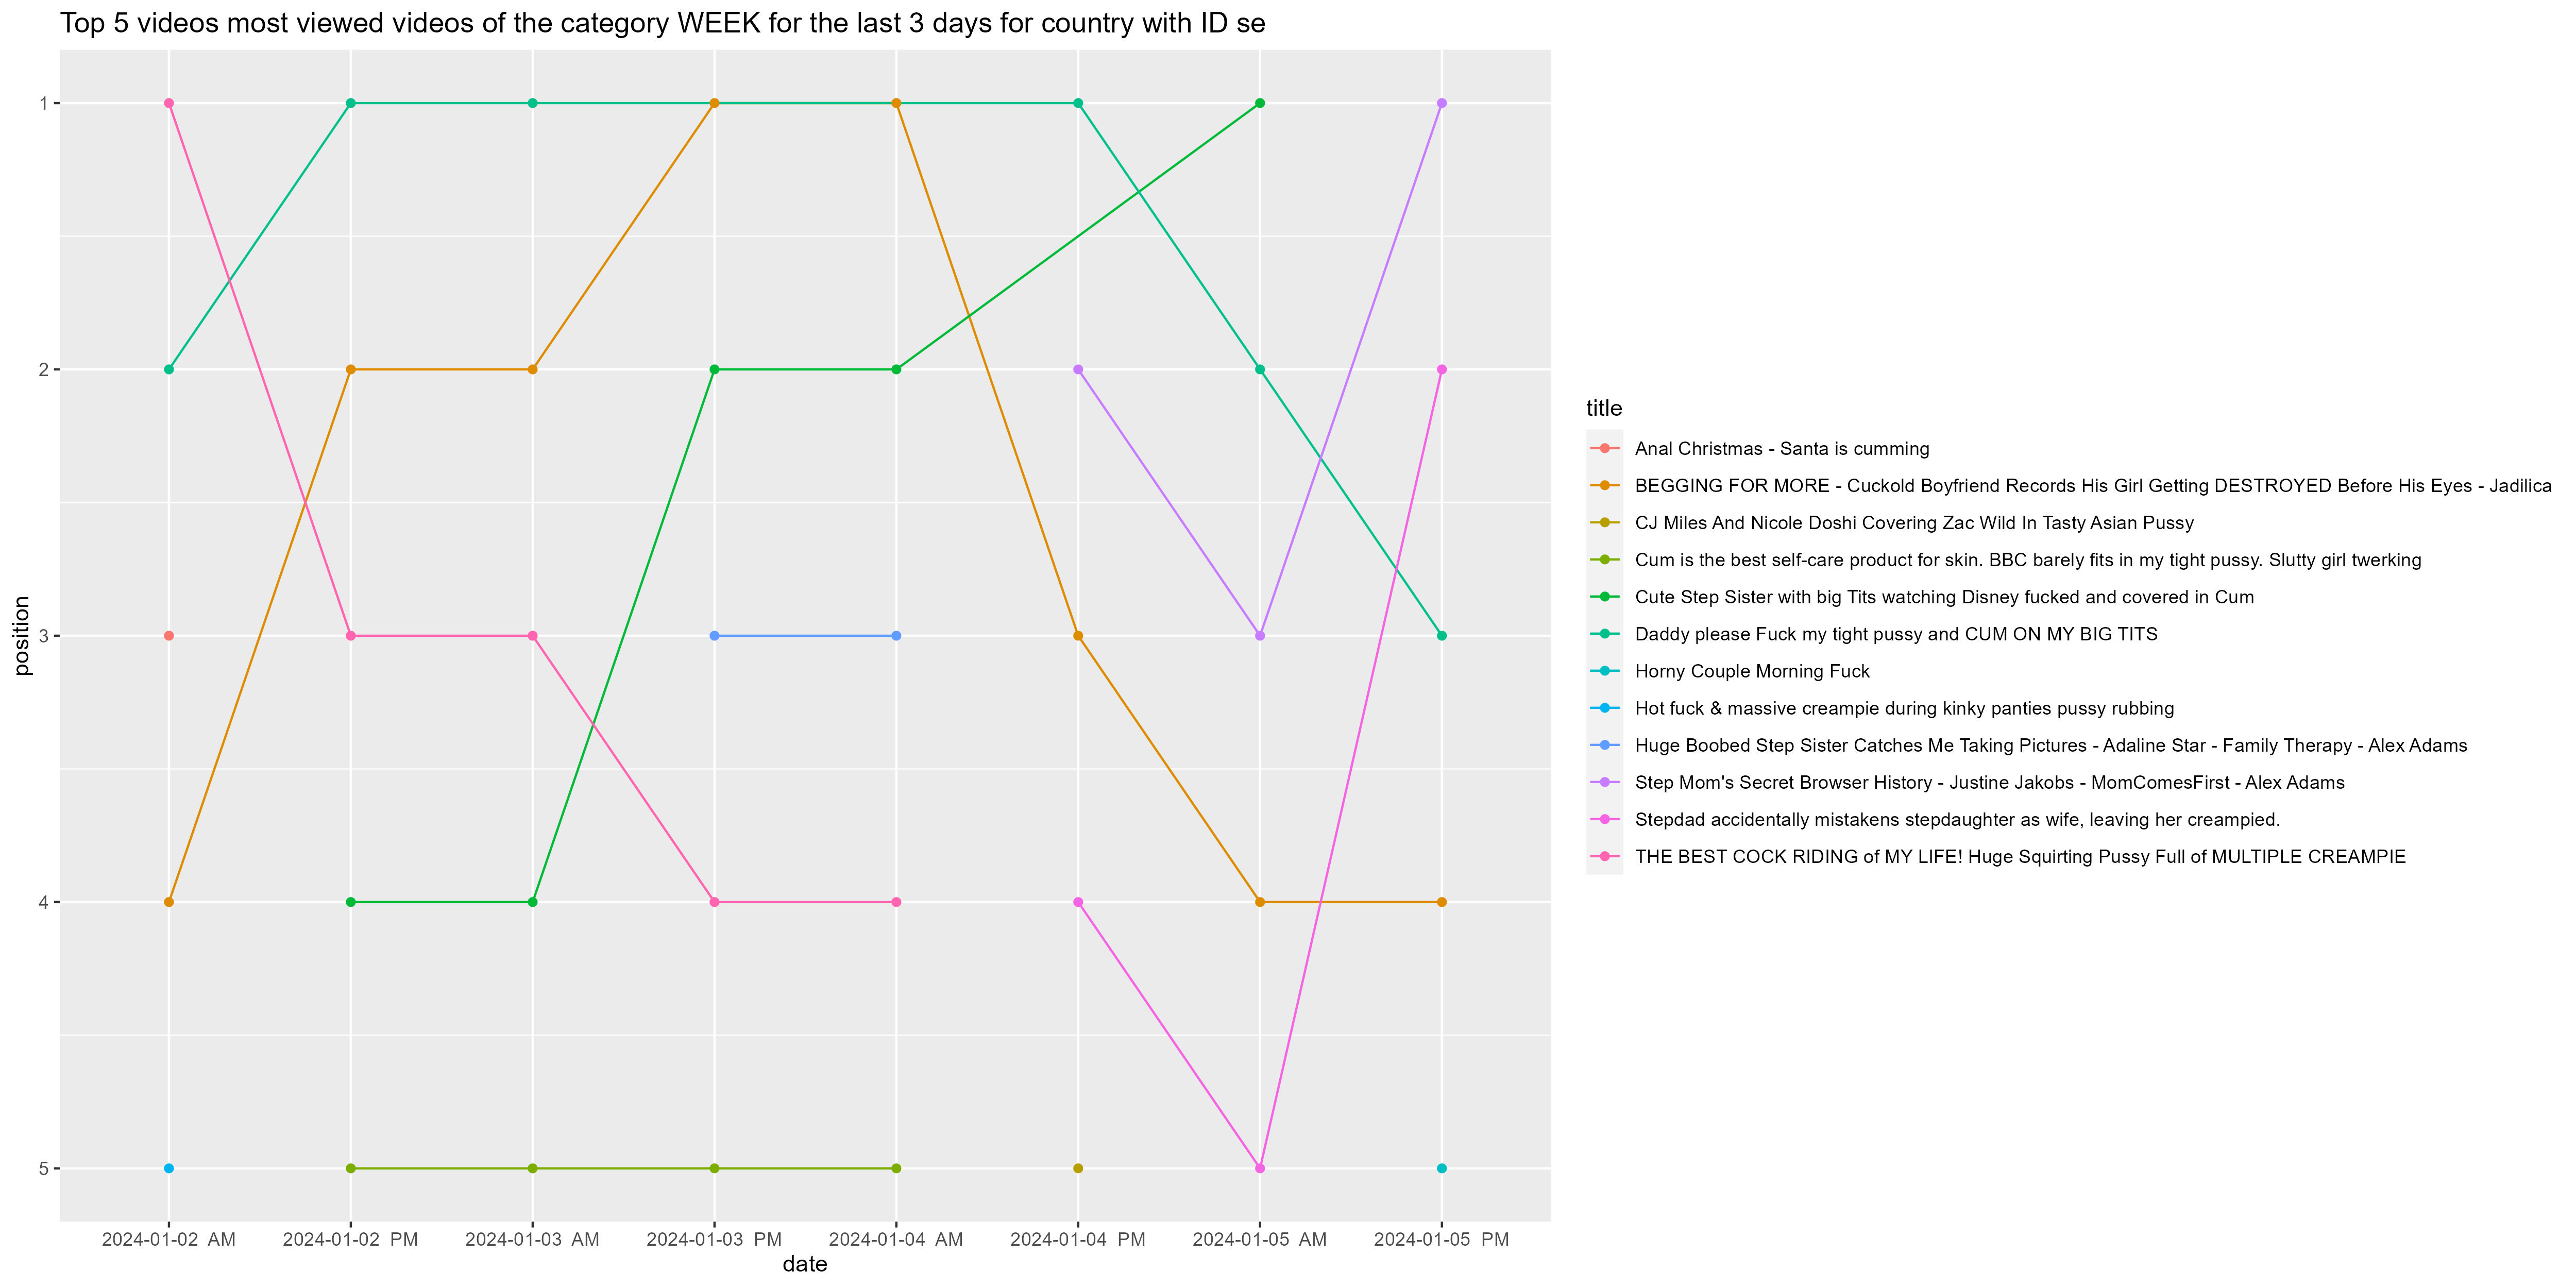 Top 5 videos most viewed videos of the category WEEK for the last 3 days for country with ID se
position
1
2
3
4
5
2024-01-02 AM
2024-01-02 PM
2024-01-03 AM
2024-01-03 PM
2024-01-04 AM
2024-01-04 PM
2024-01-05 AM
2024-01-05 PM
date
title
Anal Christmas - Santa is cumming
BEGGING FOR MORE - Cuckold Boyfriend Records His Girl Getting DESTROYED Before His Eyes - Jadilica
CJ Miles And Nicole Doshi Covering Zac Wild In Tasty Asian Pussy
Cum is the best self-care product for skin. BBC barely fits in my tight pussy. Slutty girl twerking
Cute Step Sister with big Tits watching Disney fucked and covered in Cum
Daddy please Fuck my tight pussy and CUM ON MY BIG TITS
Horny Couple Morning Fuck
Hot fuck & massive creampie during kinky panties pussy rubbing
Huge Boobed Step Sister Catches Me Taking Pictures - Adaline Star - Family Therapy - Alex Adams
Step Mom's Secret Browser History - Justine Jakobs - MomComesFirst - Alex Adams
Stepdad accidentally mistakens stepdaughter as wife, leaving her creampied.
THE BEST COCK RIDING of MY LIFE! Huge Squirting Pussy Full of MULTIPLE CREAMPIE